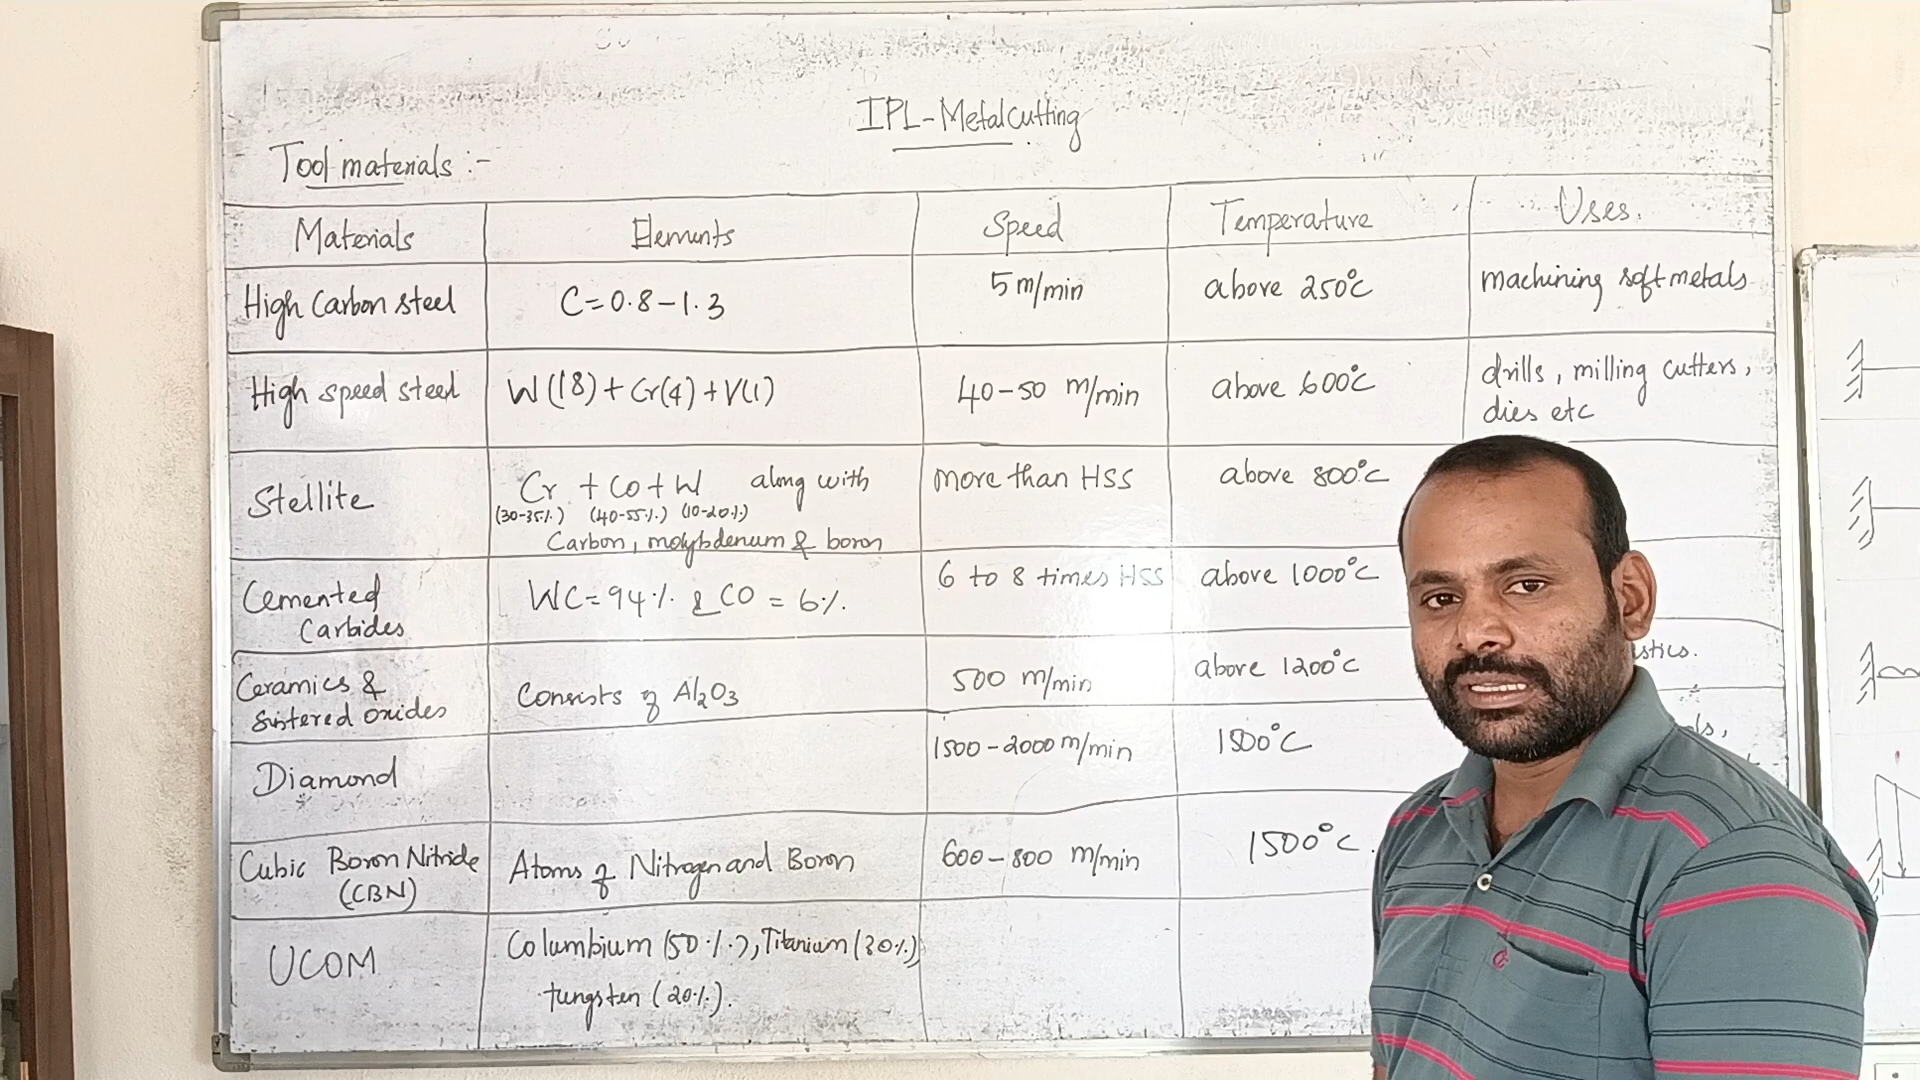 IPL-Metalcutting
Tool materials :-
Materials Elements Speed Temperature Uses.
High Carbon steel C=0.8-1.3 5 m/min above 250°C machining soft metals
High speed steel W(18)+Cr(4)+V(1) 40-50 m/min above 600°C drills, milling cutters,
dies etc
Stellite Cr + Co + W along with more than HSS above 800°C
(30-35%) (40-55%) (10-20%)
Carbon, molybdenum & boron
Cemented WC=94% & CO = 6%. 6 to 8 times HSS above 1000°C
Carbides
Ceramics & Consists of Al2O3 500 m/min above 1200°C
Sintered oxides
Diamond 1500-2000 m/min 1500°C
Cubic Boron Nitride Atoms of Nitrogen and Boron 600-800 m/min 1500°C.
(CBN)
UCOM Columbium (50%), Titanium (30%),
tungsten (20%).